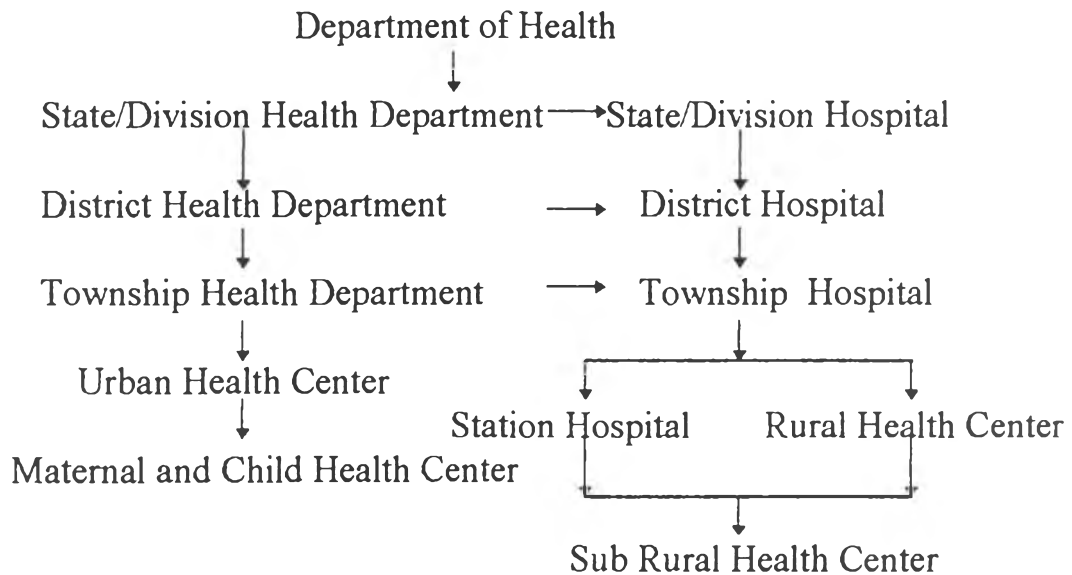 Department of Health
State/Division Health Department State/Division Hospital
District Health Department District Hospital
Township Health Department Township Hospital
Urban Health Center
Station Hospital Rural Health Center
Maternal and Child Health Center
Sub Rural Health Center